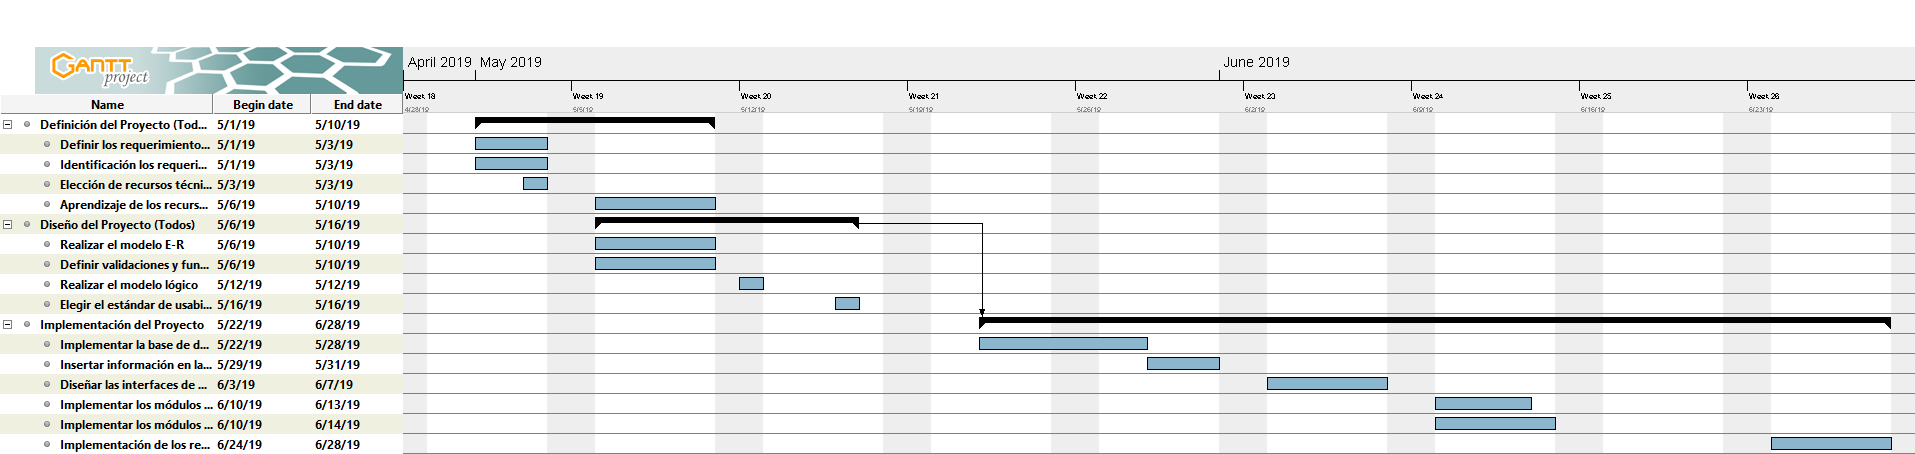 GANTT
project
April 2019 May 2019 June 2019
Name Begin date End date
Week 18 Week 19 Week 20 Week 21 Week 22 Week 23 Week 24 Week 25 Week 26
4/28/19 5/5/19 5/12/19 5/19/19 5/26/19 6/2/19 6/9/19 6/16/19 6/23/19
Definición del Proyecto (Tod... 5/1/19 5/10/19
Definir los requerimiento... 5/1/19 5/3/19
Identificación los requeri... 5/1/19 5/3/19
Elección de recursos técni... 5/3/19 5/3/19
Aprendizaje de los recurs... 5/6/19 5/10/19
Diseño del Proyecto (Todos) 5/6/19 5/16/19
Realizar el modelo E-R 5/6/19 5/10/19
Definir validaciones y fun... 5/6/19 5/10/19
Realizar el modelo lógico 5/12/19 5/12/19
Elegir el estándar de usabi... 5/16/19 5/16/19
Implementación del Proyecto 5/22/19 6/28/19
Implementar la base de d... 5/22/19 5/28/19
Insertar información en la... 5/29/19 5/31/19
Diseñar las interfaces de ... 6/3/19 6/7/19
Implementar los módulos ... 6/10/19 6/13/19
Implementar los módulos ... 6/10/19 6/14/19
Implementación de los re... 6/24/19 6/28/19